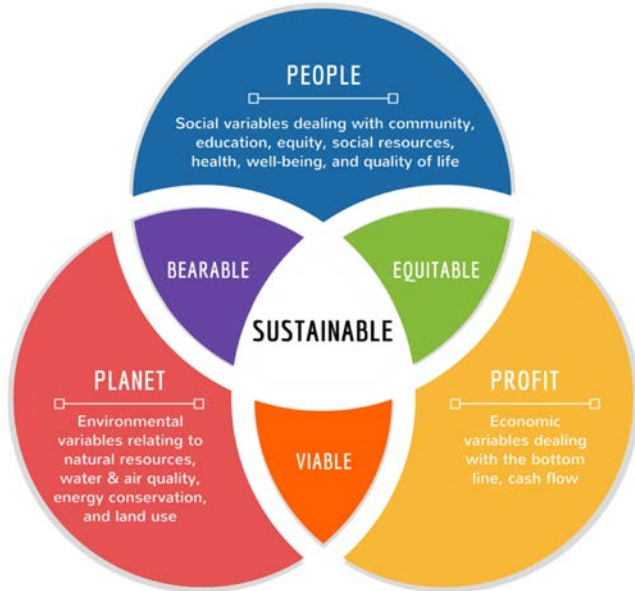 PEOPLE
Social variables dealing with community,
education, equity, social resources,
health, well-being, and quality of life
BEARABLE
EQUITABLE
SUSTAINABLE
PLANET
Environmental
variables relating to
natural resources,
water & air quality,
energy conservation,
and land use
PROFIT
Economic
variables dealing
with the bottom
line, cash flow
VIABLE